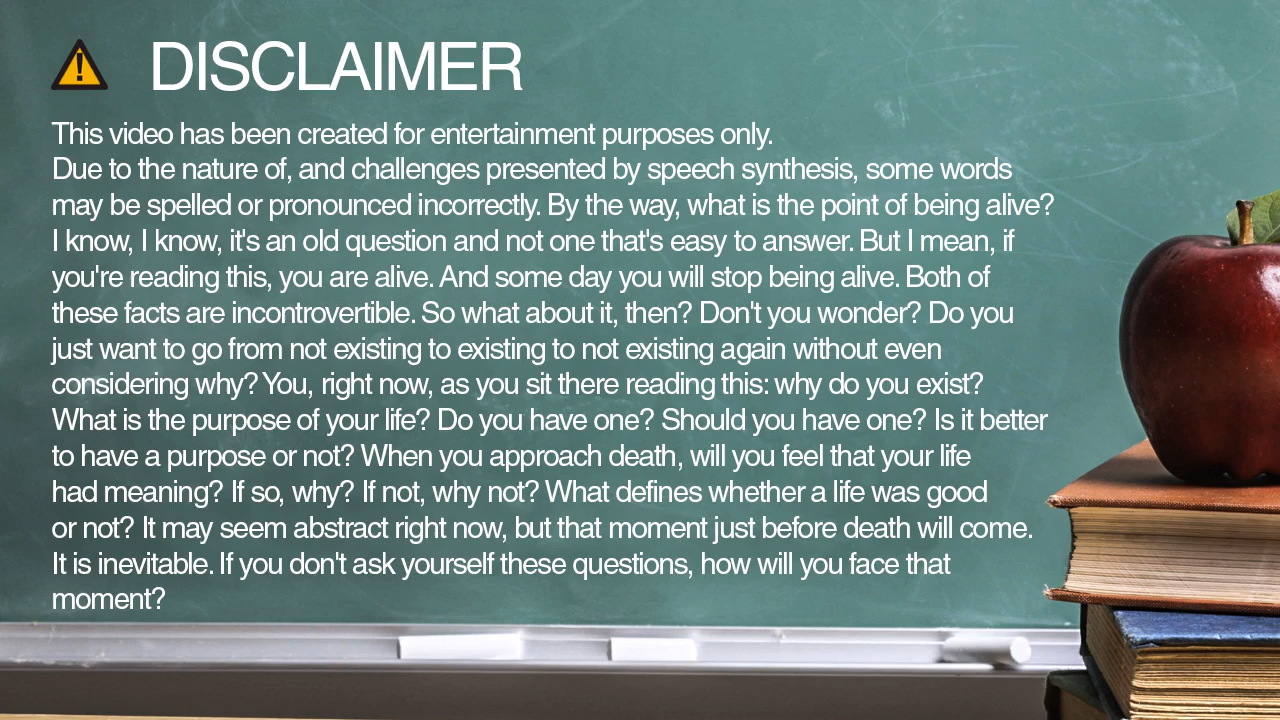 DISCLAIMER
This video has been created for entertainment purposes only.
Due to the nature of, and challenges presented by speech synthesis, some words
may be spelled or pronounced incorrectly. By the way, what is the point of being alive?
I know, I know, it's an old question and not one that's easy to answer. But I mean, if
you're reading this, you are alive. And some day you will stop being alive. Both of
these facts are incontrovertible. So what about it, then? Don't you wonder? Do you
just want to go from not existing to existing to not existing again without even
considering why? You, right now, as you sit there reading this: why do you exist?
What is the purpose of your life? Do you have one? Should you have one? Is it better
to have a purpose or not? When you approach death, will you feel that your life
had meaning? If so, why? If not, why not? What defines whether a life was good
or not? It may seem abstract right now, but that moment just before death will come.
It is inevitable. If you don't ask yourself these questions, how will you face that
moment?